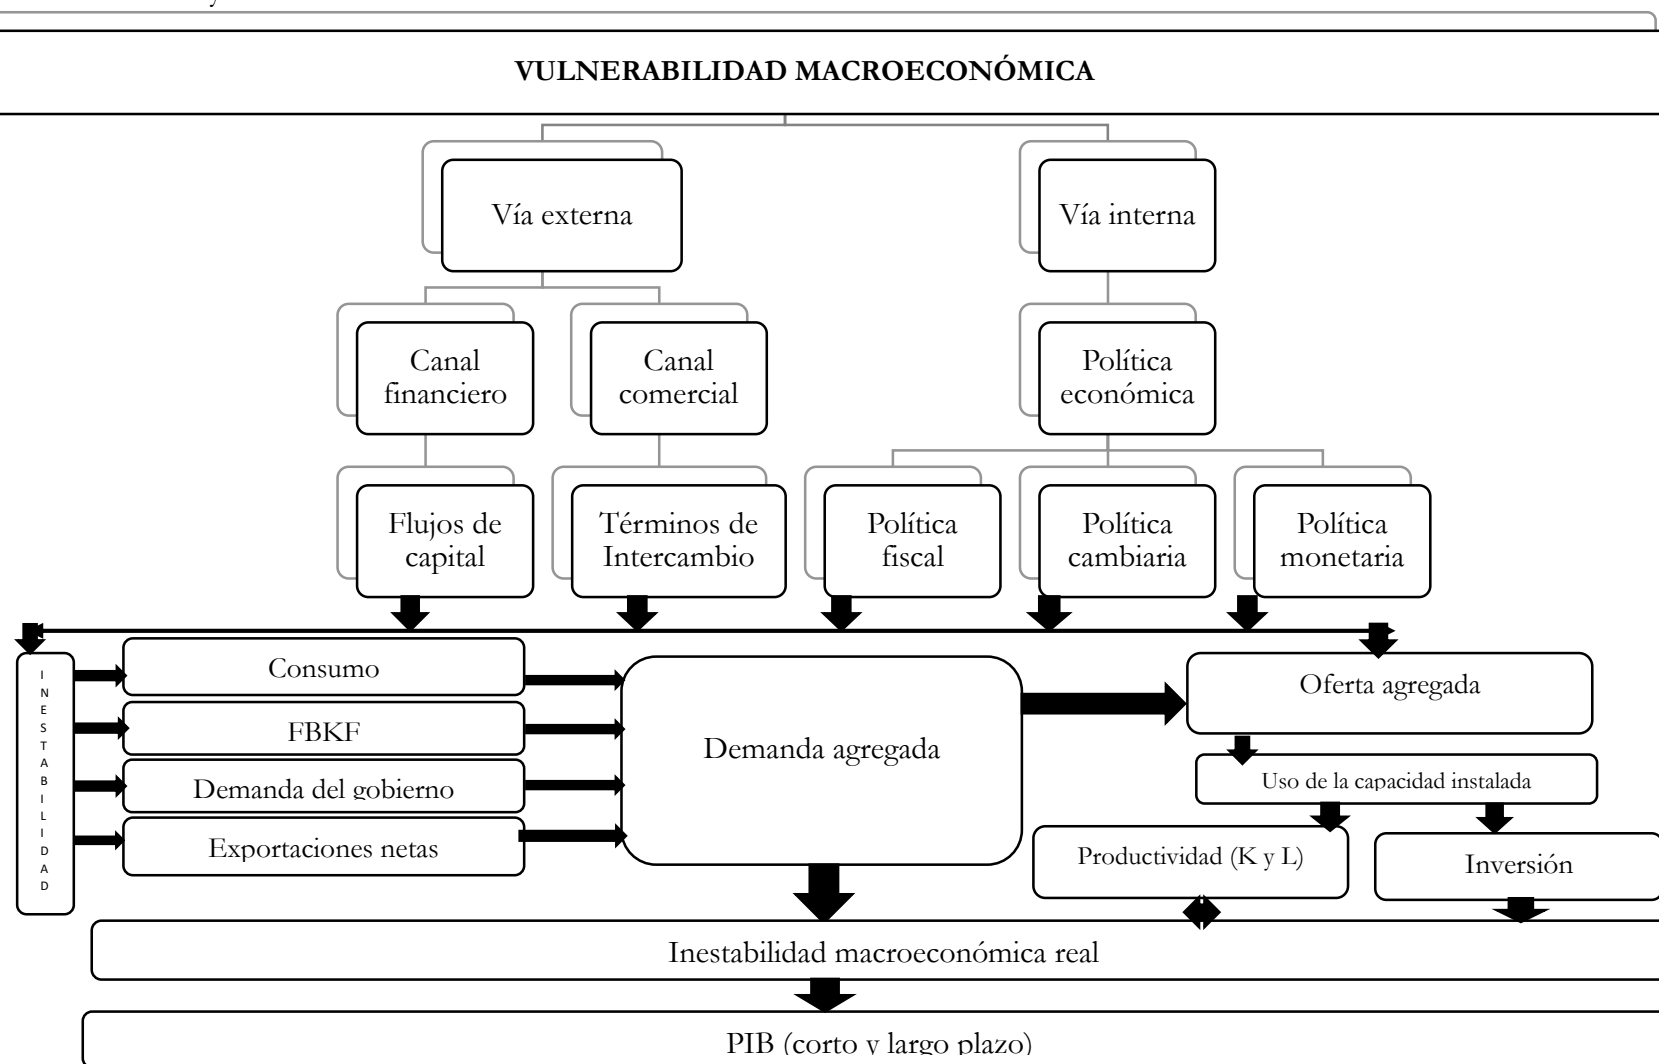 VULNERABILIDAD MACROECONÓMICA
Vía externa
Vía interna
Canal
financiero
Canal
comercial
Política
económica
Flujos de
capital
Términos de
Intercambio
Política
fiscal
Política
cambiaria
Política
monetaria
INESTABILIDAD
Consumo
FBKF
Demanda del gobierno
Exportaciones netas
Demanda agregada
Oferta agregada
Uso de la capacidad instalada
Productividad (K y L)
Inversión
Inestabilidad macroeconómica real
PIB (corto y largo plazo)